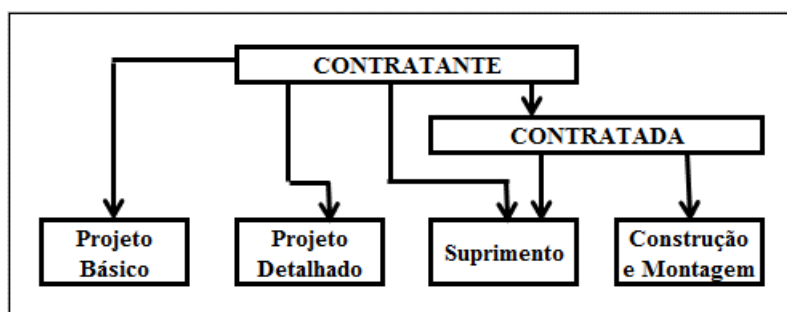 CONTRATANTE
CONTRATADA
Projeto
Básico
Projeto
Detalhado
Suprimento
Construção
e Montagem